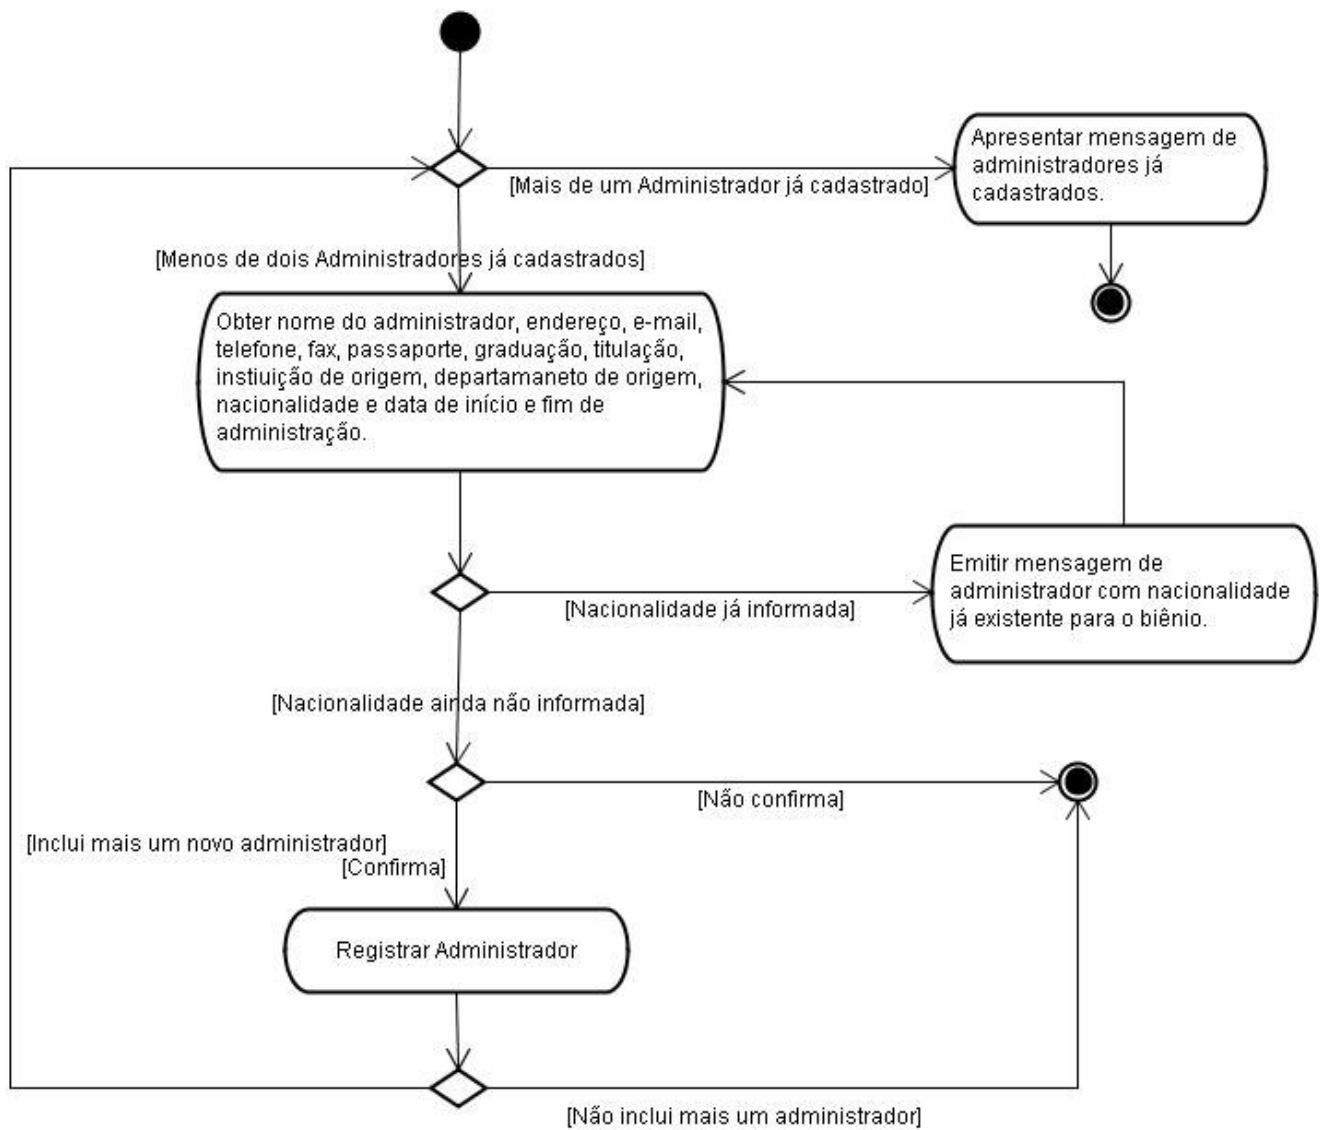 Apresentar mensagem de
administradores já
cadastrados.
[Mais de um Administrador já cadastrado]
[Menos de dois Administradores já cadastrados]
Obter nome do administrador, endereço, e-mail,
telefone, fax, passaporte, graduação, titulação,
instiuição de origem, departamaneto de origem,
nacionalidade e data de início e fim de
administração.
Emitir mensagem de
administrador com nacionalidade
já existente para o biênio.
[Nacionalidade já informada]
[Nacionalidade ainda não informada]
[Não confirma]
[Inclui mais um novo administrador]
[Confirma]
Registrar Administrador
[Não inclui mais um administrador]